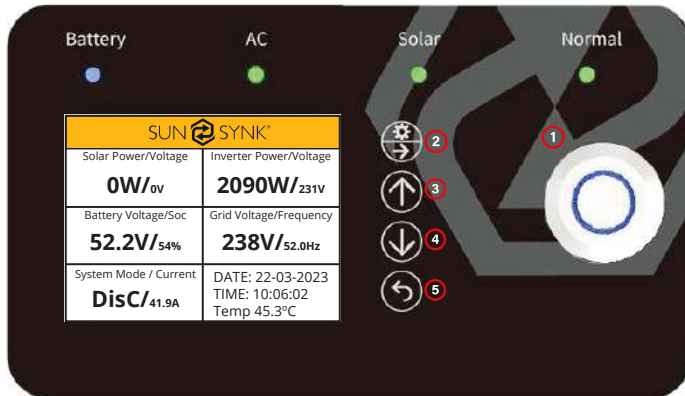 Battery AC Solar Normal
SUN SYNK®
Solar Power/Voltage Inverter Power/Voltage
0W/0V 2090W/231V
Battery Voltage/Soc Grid Voltage/Frequency
52.2V/54% 238V/52.0Hz
System Mode / Current
DisC/41.9A
DATE: 22-03-2023
TIME: 10:06:02
Temp 45.3ºC
1
2
3
4
5